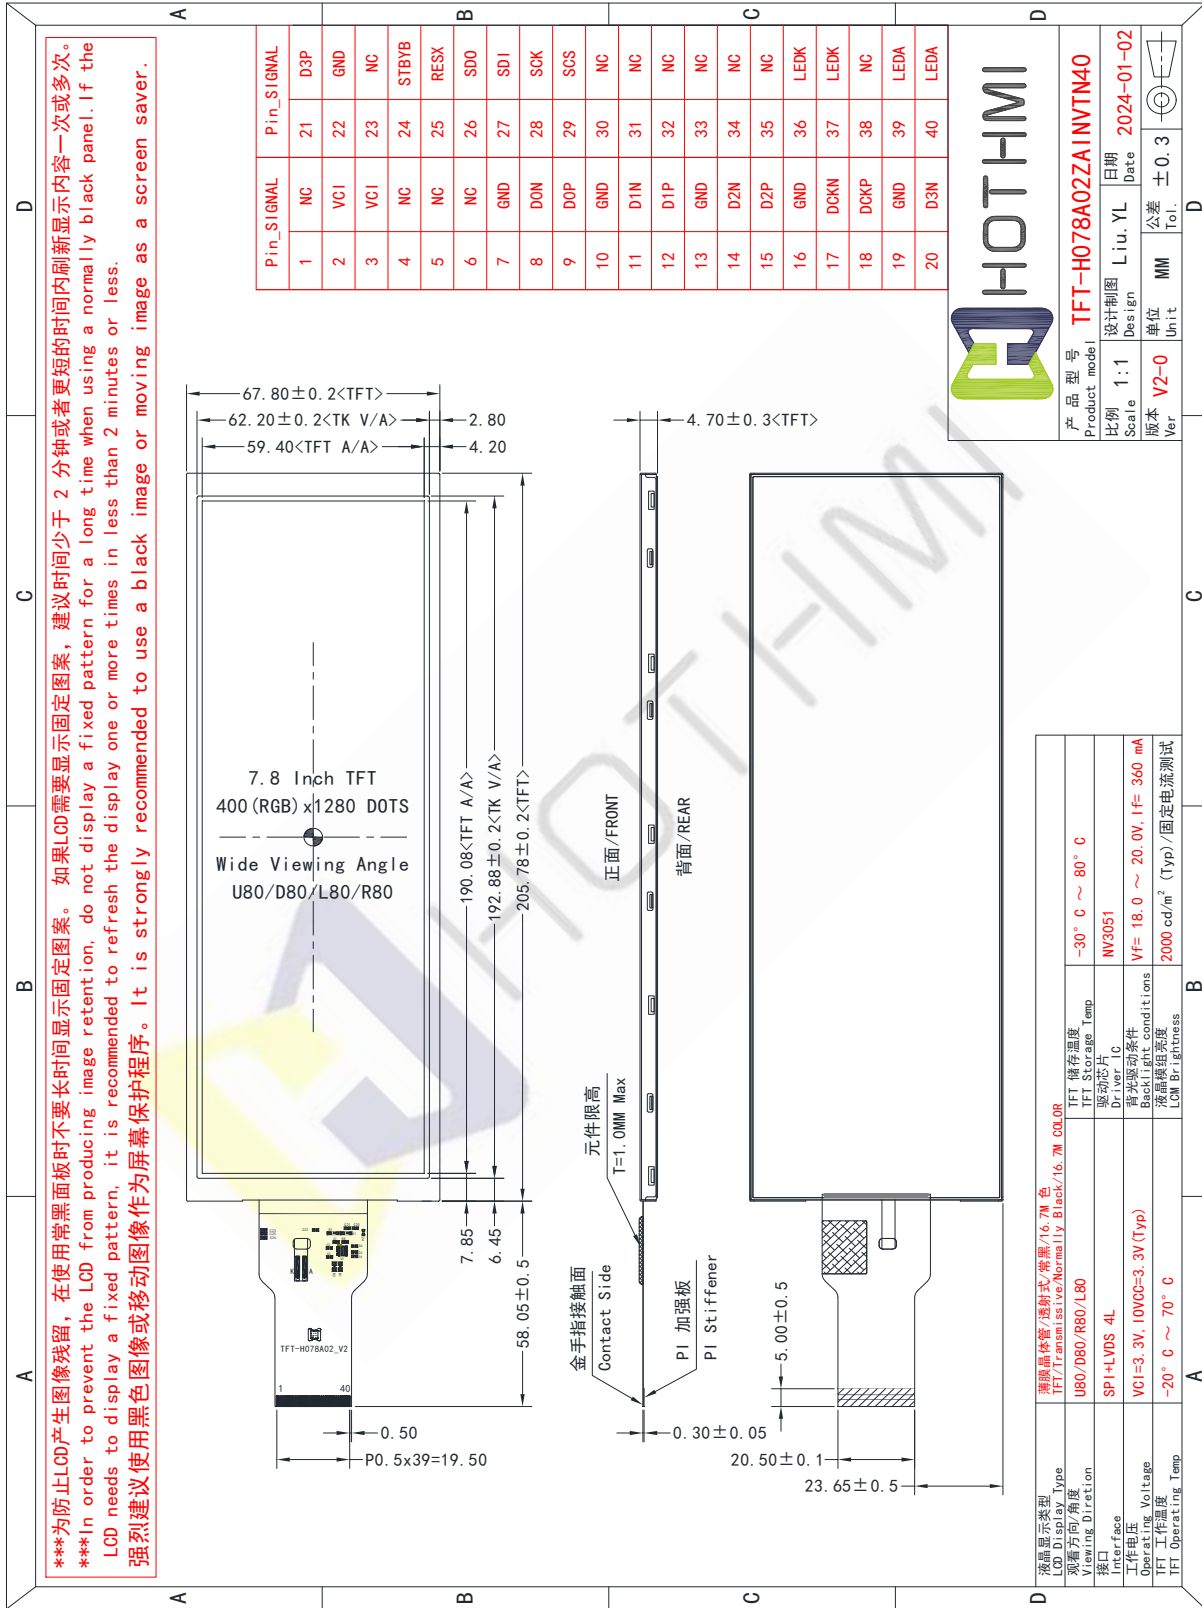 ***为防止LCD产生图像残留，在使用常黑面板时不要长时间显示固定图案。 如果LCD需要显示固定图案，建议时间少于 2 分钟或者更短的时间内刷新显示内容一次或多次。
***In order to prevent the LCD from producing image retention, do not display a fixed pattern for a long time when using a normally black panel.If the
LCD needs to display a fixed pattern, it is recommended to refresh the display one or more times in less than 2 minutes or less.
强烈建议使用黑色图像或移动图像作为屏幕保护程序。It is strongly recommended to use a black image or moving image as a screen saver.
A
B
C
D
A
B
C
D
A
B
C
D
A
B
C
D
Pin_SIGNAL Pin_SIGNAL
1 NC 21 D3P
2 VCI 22 GND
3 VCI 23 NC
4 NC 24 STBYB
5 NC 25 RESX
6 NC 26 SDO
7 GND 27 SDI
8 D0N 28 SCK
9 D0P 29 SCS
10 GND 30 NC
11 D1N 31 NC
12 D1P 32 NC
13 GND 33 NC
14 D2N 34 NC
15 D2P 35 NC
16 GND 36 LEDK
17 DCKN 37 LEDK
18 DCKP 38 NC
19 GND 39 LEDA
20 D3N 40 LEDA
67.80±0.2<TFT>
62.20±0.2<TK V/A>
2.80
59.40<TFT A/A>
4.20
4.70±0.3<TFT>
7.8 Inch TFT
400(RGB)x1280 DOTS
Wide Viewing Angle
U80/D80/L80/R80
190.08<TFT A/A>
192.88±0.2<TK V/A>
205.78±0.2<TFT>
7.85
6.45
58.05±0.5
正面/FRONT
背面/REAR
元件限高
T=1.0MM Max
金手指接触面
Contact Side
PI 加强板
PI Stiffener
K
A
TFT-H078A02_V2
1
40
0.50
P0.5x39=19.50
0.30±0.05
5.00±0.5
20.50±0.1
23.65±0.5
HOTHMI
HOTHMI
产 品 型 号
Product model
TFT-H078A02ZAINVTN40
比例
Scale
1:1
设计制图
Design
Liu.YL
日期
Date
2024-01-02
版本
Ver
V2-0
单位
Unit
MM
公差
Tol.
±0.3
液晶显示类型
LCD Display Type
薄膜晶体管/透射式/常黑/16.7M 色
TFT/Transmissive/Normally Black/16.7M COLOR
观看方向/角度
Viewing Diretion
U80/D80/R80/L80
TFT 储存温度
TFT Storage Temp
-30° C ～ 80° C
接口
Interface
SPI+LVDS 4L
驱动芯片
Driver IC
NV3051
工作电压
Operating Voltage
VCI=3.3V,IOVCC=3.3V(Typ)
背光驱动条件
Backlight conditions
Vf= 18.0 ～ 20.0V,If= 360 mA
TFT 工作温度
TFT Operating Temp
-20° C ～ 70° C
液晶模组亮度
LCM Brightness
2000 cd/m² (Typ)/固定电流测试